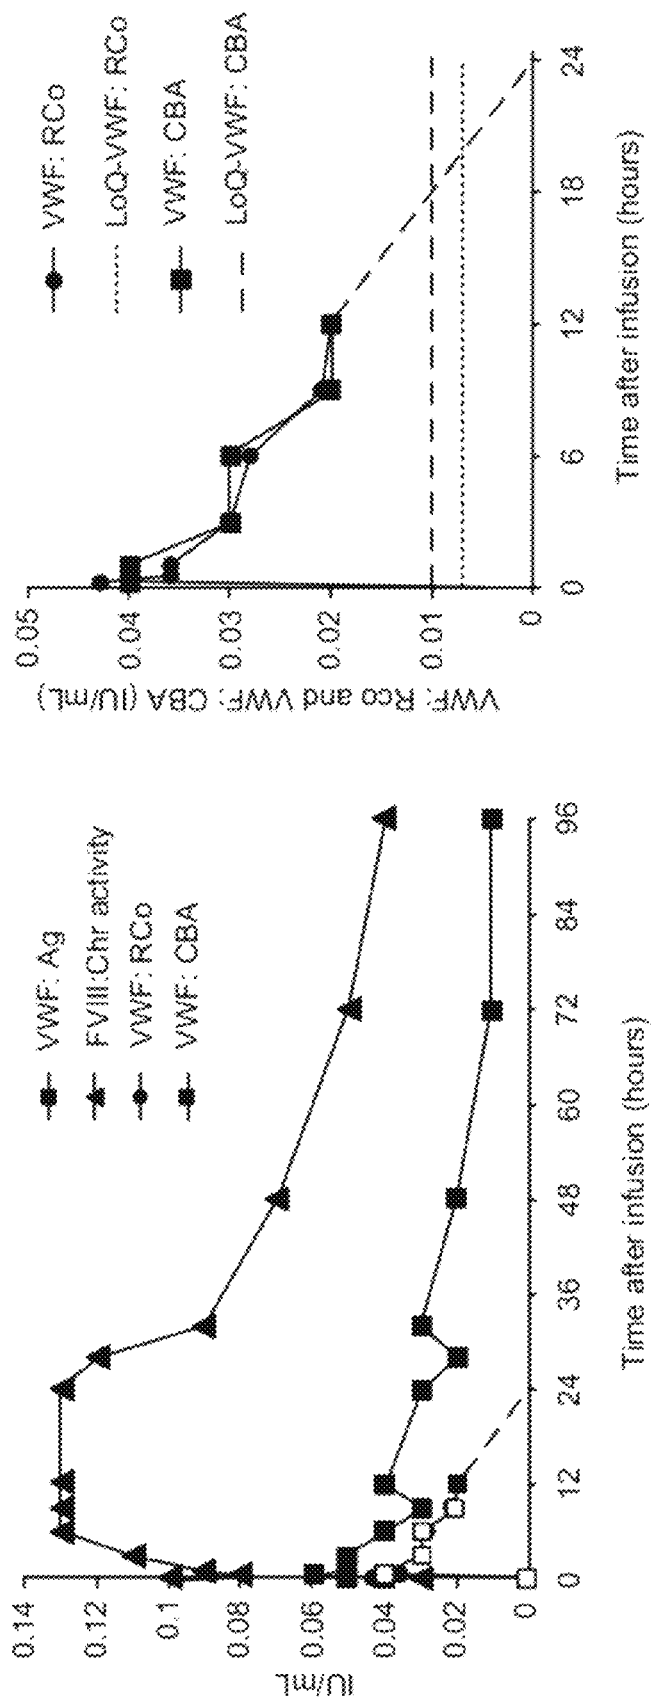 IU/mL
0.14
0.12
0.1
0.08
0.06
0.04
0.02
0
0
12
24
36
48
60
72
84
96
Time after infusion (hours)
VWF: Ag
FVIII:Chr activity
VWF: RCo
VWF: CBA
VWF: Rco and VWF: CBA (IU/mL)
0.05
0.04
0.03
0.02
0.01
0
0
6
12
18
24
Time after infusion (hours)
VWF: RCo
LoQ-VWF: RCo
VWF: CBA
LoQ-VWF: CBA